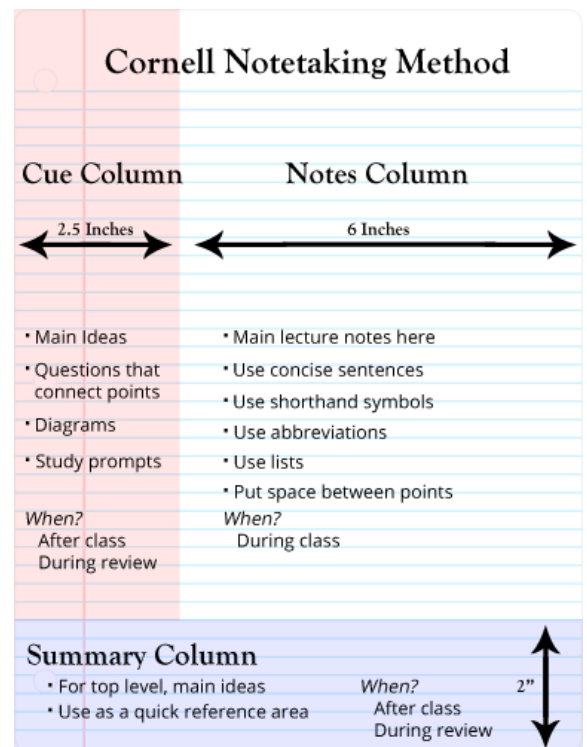 Cornell Notetaking Method
Cue Column
2.5 Inches
• Main Ideas
• Questions that
connect points
• Diagrams
• Study prompts
When?
After class
During review
Notes Column
6 Inches
• Main lecture notes here
• Use concise sentences
• Use shorthand symbols
• Use abbreviations
• Use lists
• Put space between points
When?
During class
Summary Column
• For top level, main ideas
• Use as a quick reference area
When?
After class
During review
2”